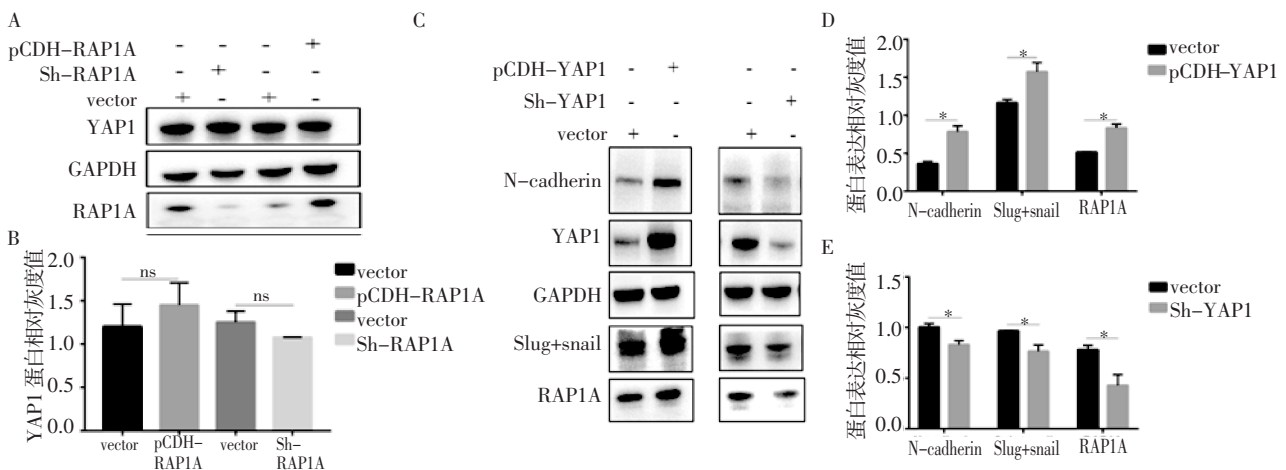 A
pCDH-RAP1A - - - +
Sh-RAP1A - + - -
vector + - + -
YAP1
GAPDH
RAP1A
B
YAP1 蛋白相对灰度值
2.0
1.5
1.0
0.5
0.0
ns
ns
vector
pCDH-RAP1A
vector
Sh-RAP1A
vector
pCDH-
RAP1A
vector
Sh-
RAP1A
C
pCDH-YAP1 - + - -
Sh-YAP1 - - - +
vector + - + -
N-cadherin
YAP1
GAPDH
Slug+snail
RAP1A
D
蛋白表达相对灰度值
2.0
1.5
1.0
0.5
0.0
*
*
*
vector
pCDH-YAP1
N-cadherin
Slug+snail
RAP1A
E
蛋白表达相对灰度值
1.5
1.0
0.5
0.0
*
*
*
vector
Sh-YAP1
N-cadherin
Slug+snail
RAP1A